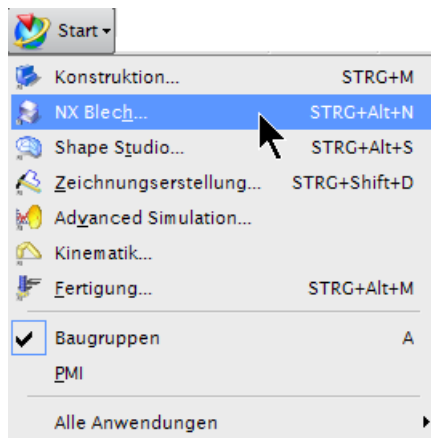 Start
Konstruktion... STRG+M
NX Blech... STRG+Alt+N
Shape Studio... STRG+Alt+S
Zeichnungserstellung... STRG+Shift+D
Advanced Simulation...
Kinematik...
Fertigung... STRG+Alt+M
Baugruppen A
PMI
Alle Anwendungen